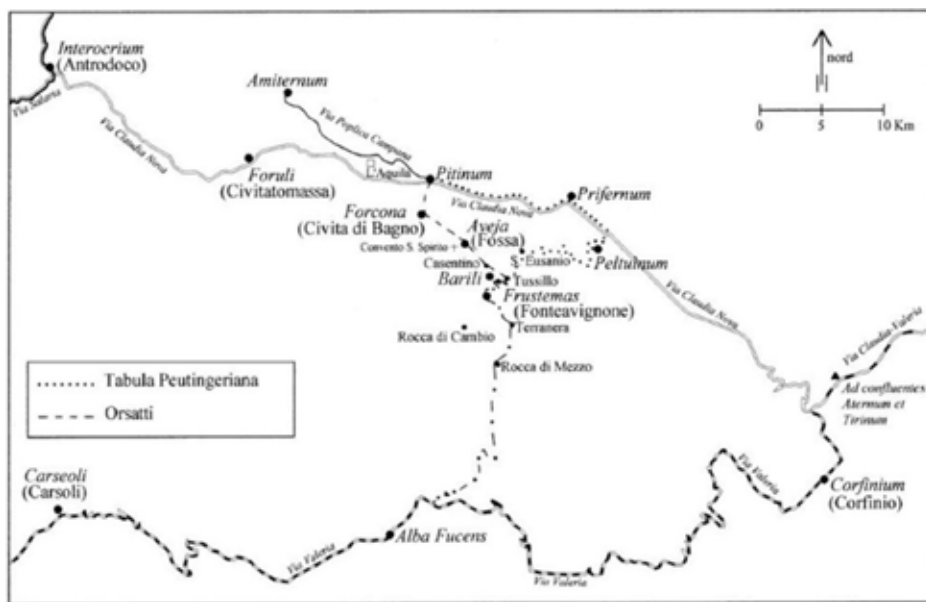 Interocrium
(Antrodoco)
Via Salaria
Via Claudia Nova
Amiternum
Via Poplica Campana
nord
0 5 10 Km
Foruli
(Civitatomassa)
L'Aquila
Pitinum
Via Claudia Nova
Prifernum
Forcona
(Civita di Bagno)
Aveja
(Fossa)
Convento S. Spirito +
S. Eusanio
Peltuinum
Casentino
Barili
Tussillo
Frustemas
(Fonteavignone)
Via Claudia Nova
Rocca di Cambio
Terranera
Rocca di Mezzo
Via Claudia-Valeria
Ad confluentes
Aternum et
Tirinum
Tabula Peutingeriana
Orsatti
Carseoli
(Carsoli)
Via Valeria
Alba Fucens
Via Valeria
Via Valeria
Corfinium
(Corfinio)